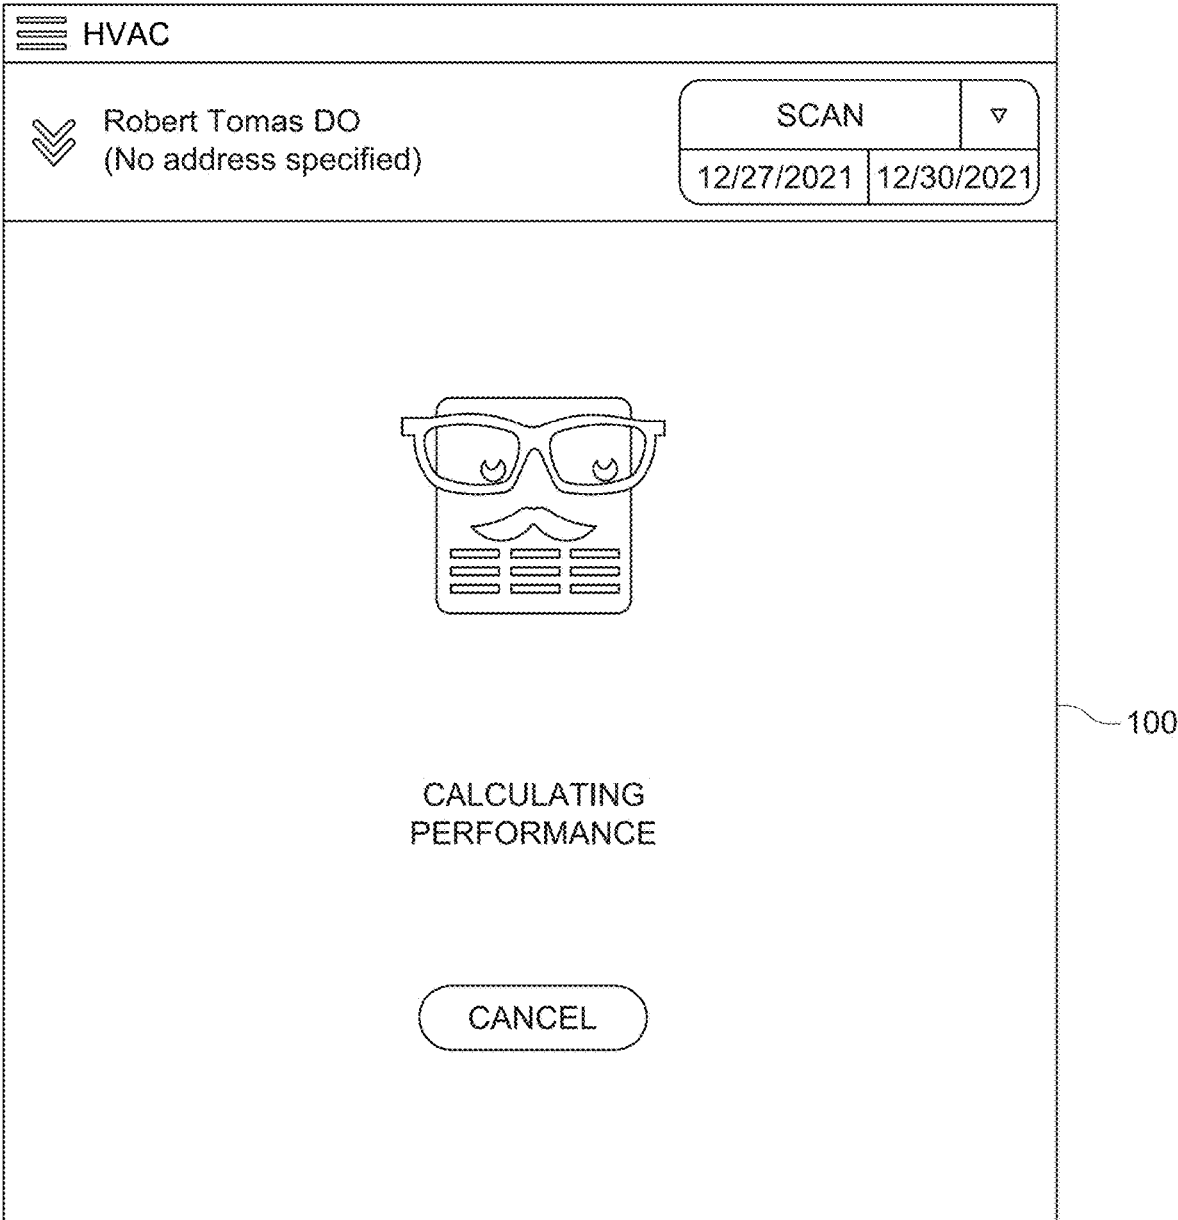 HVAC
Robert Tomas DO
(No address specified)
SCAN
12/27/2021 12/30/2021
100
CALCULATING
PERFORMANCE
CANCEL